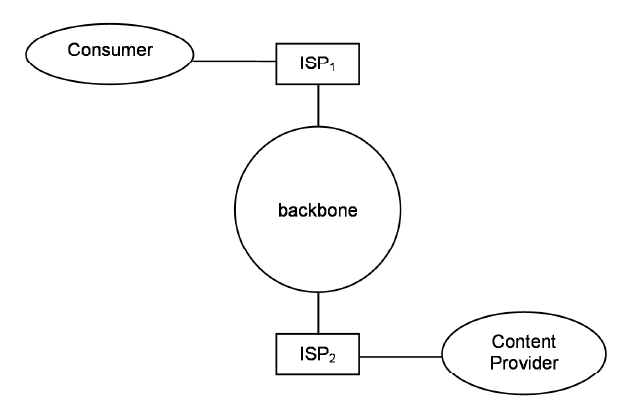 Consumer
ISP₁
backbone
ISP₂
Content
Provider